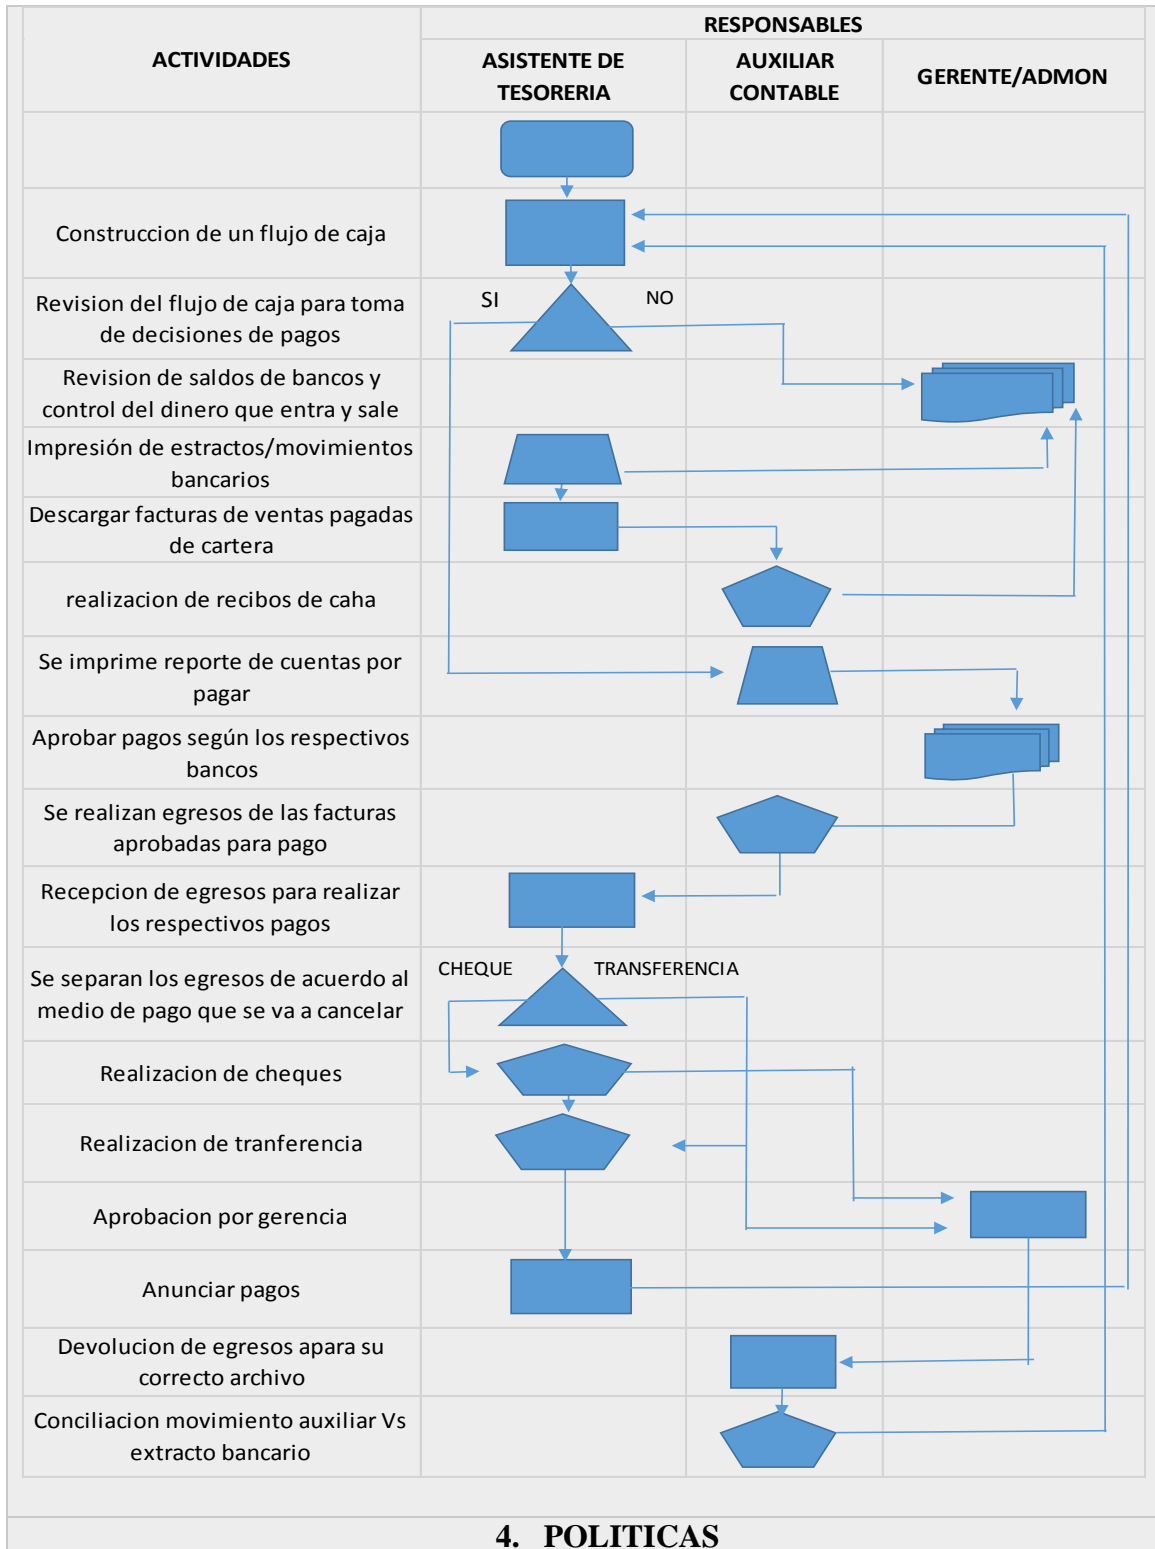 RESPONSABLES
ACTIVIDADES
ASISTENTE DE
TESORERIA
AUXILIAR
CONTABLE
GERENTE/ADMON
Construccion de un flujo de caja
Revision del flujo de caja para toma
de decisiones de pagos
SI
NO
Revision de saldos de bancos y
control del dinero que entra y sale
Impresión de estractos/movimientos
bancarios
Descargar facturas de ventas pagadas
de cartera
realizacion de recibos de caha
Se imprime reporte de cuentas por
pagar
Aprobar pagos según los respectivos
bancos
Se realizan egresos de las facturas
aprobadas para pago
Recepcion de egresos para realizar
los respectivos pagos
Se separan los egresos de acuerdo al
medio de pago que se va a cancelar
CHEQUE
TRANSFERENCIA
Realizacion de cheques
Realizacion de tranferencia
Aprobacion por gerencia
Anunciar pagos
Devolucion de egresos apara su
correcto archivo
Conciliacion movimiento auxiliar Vs
extracto bancario
4. POLITICAS